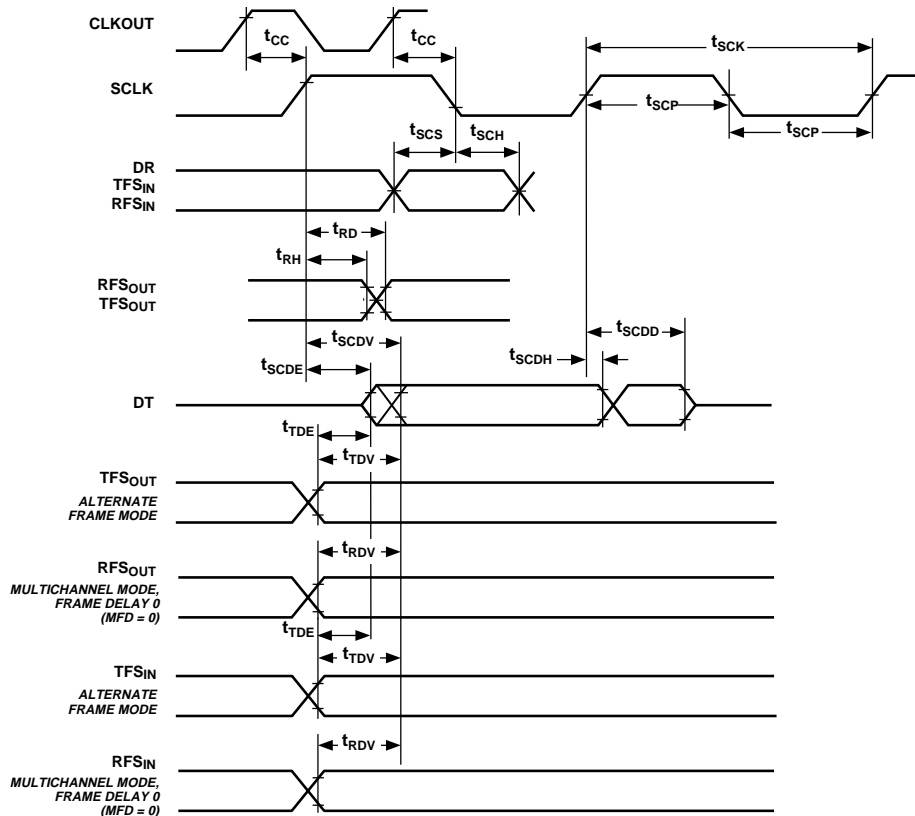 CLKOUT
tCC
tCC
tSCK
SCLK
tSCP
tSCP
tSCS
tSCH
DR
TFSIN
RFSIN
tRD
tRH
RFSOUT
TFSOUT
tSCDV
tSCDD
tSCDE
tSCDH
DT
tTDE
tTDV
TFSOUT
ALTERNATE
FRAME MODE
tRDV
RFSOUT
MULTICHANNEL MODE,
FRAME DELAY 0
(MFD = 0)
tTDE
tTDV
TFSIN
ALTERNATE
FRAME MODE
tRDV
RFSIN
MULTICHANNEL MODE,
FRAME DELAY 0
(MFD = 0)